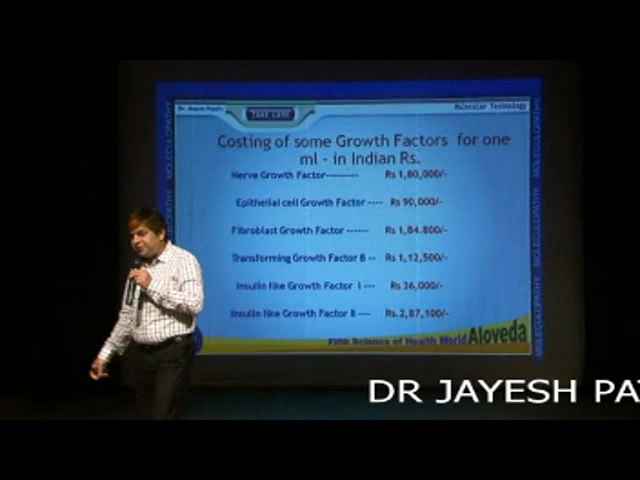 TAKE CARE
Molecular Technology
Costing of some Growth Factors for one
ml - in Indian Rs.
Nerve Growth Factor--------- Rs 1,80,000/-
Epithelial cell Growth Factor ---- Rs 90,000/-
Fibroblast Growth Factor ------ Rs 1,84,800/-
Transforming Growth Factor B -- Rs 1,12,500/-
Insulin like Growth Factor I --- Rs 36,000/-
Insulin like Growth Factor II --- Rs.2,87,100/-
Fifth Science of Health World Aloveda
MOLECULOPATHY
MOLECULOPATHY
MOLECULOPATHY
MOLECULOPATHY
DR JAYESH PAT